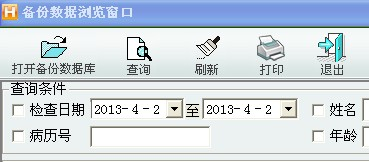 H 备份数据浏览窗口
打开备份数据库 查询 刷新 打印 退出
查询条件
检查日期 2013-4-2 至 2013-4-2 姓名
病历号 年龄